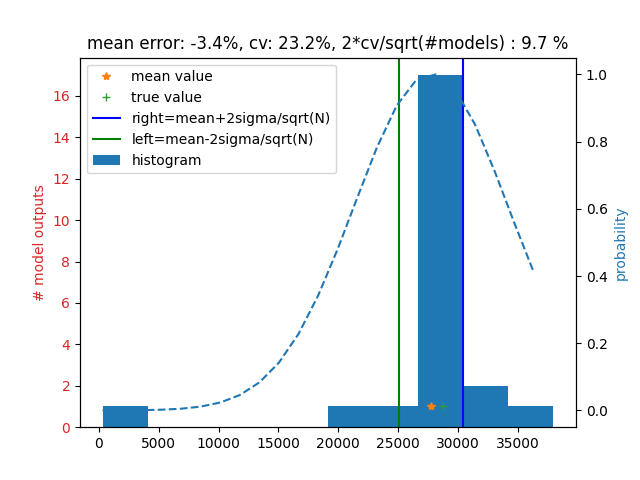 mean error: -3.4%, cv: 23.2%, 2*cv/sqrt(#models) : 9.7 %
mean value
true value
right=mean+2sigma/sqrt(N)
left=mean-2sigma/sqrt(N)
histogram
# model outputs
16
14
12
10
8
6
4
2
0
1.0
0.8
0.6
0.4
0.2
0.0
probability
0 5000 10000 15000 20000 25000 30000 35000